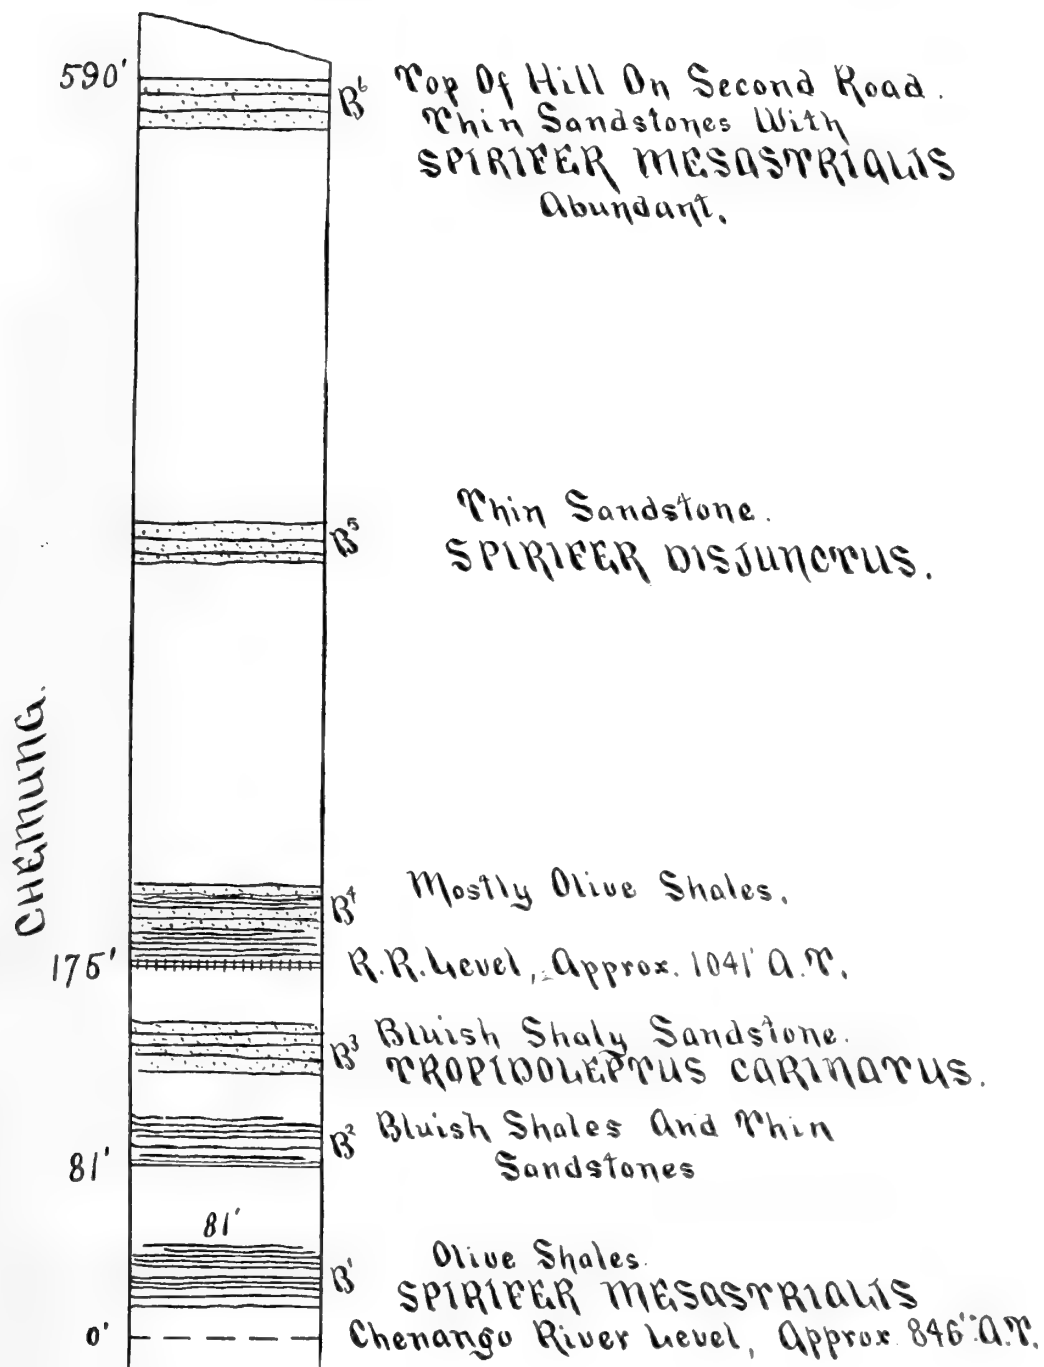 590'
B⁶
Top Of Hill On Second Road.
Thin Sandstones With
SPIRIFER MESASTRIALIS
Abundant.
B⁵
Thin Sandstone.
SPIRIFER DISJUNCTUS.
CHEMUNG.
B⁴
Mostly Olive Shales.
175'
R.R. Level, Approx. 1041' A.T.
B³
Bluish Shaly Sandstone.
TROPIDOLEPTUS CARINATUS.
B²
Bluish Shales And Thin
Sandstones
81'
81'
B¹
Olive Shales.
SPIRIFER MESASTRIALIS
0'
Chenango River Level, Approx. 846' A.T.